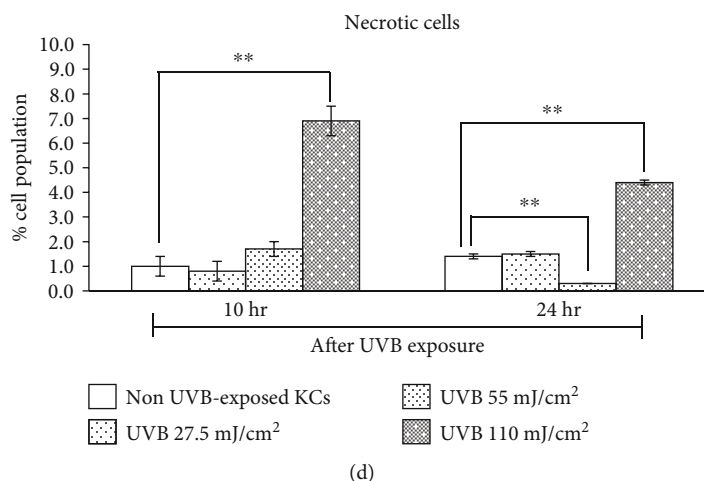 Necrotic cells
10.0
9.0
8.0
7.0
6.0
5.0
4.0
3.0
2.0
1.0
0.0
% cell population
**
**
**
10 hr 24 hr
After UVB exposure
Non UVB-exposed KCs
UVB 27.5 mJ/cm²
UVB 55 mJ/cm²
UVB 110 mJ/cm²
(d)